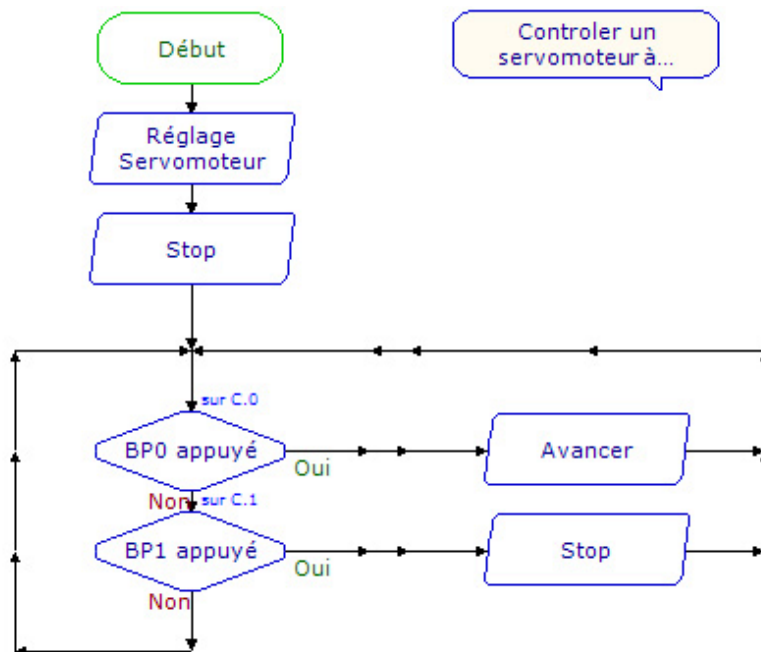 Début
Controler un
servomoteur à...
Réglage
Servomoteur
Stop
sur C.0
BP0 appuyé
Oui
Avancer
Non
sur C.1
BP1 appuyé
Oui
Stop
Non